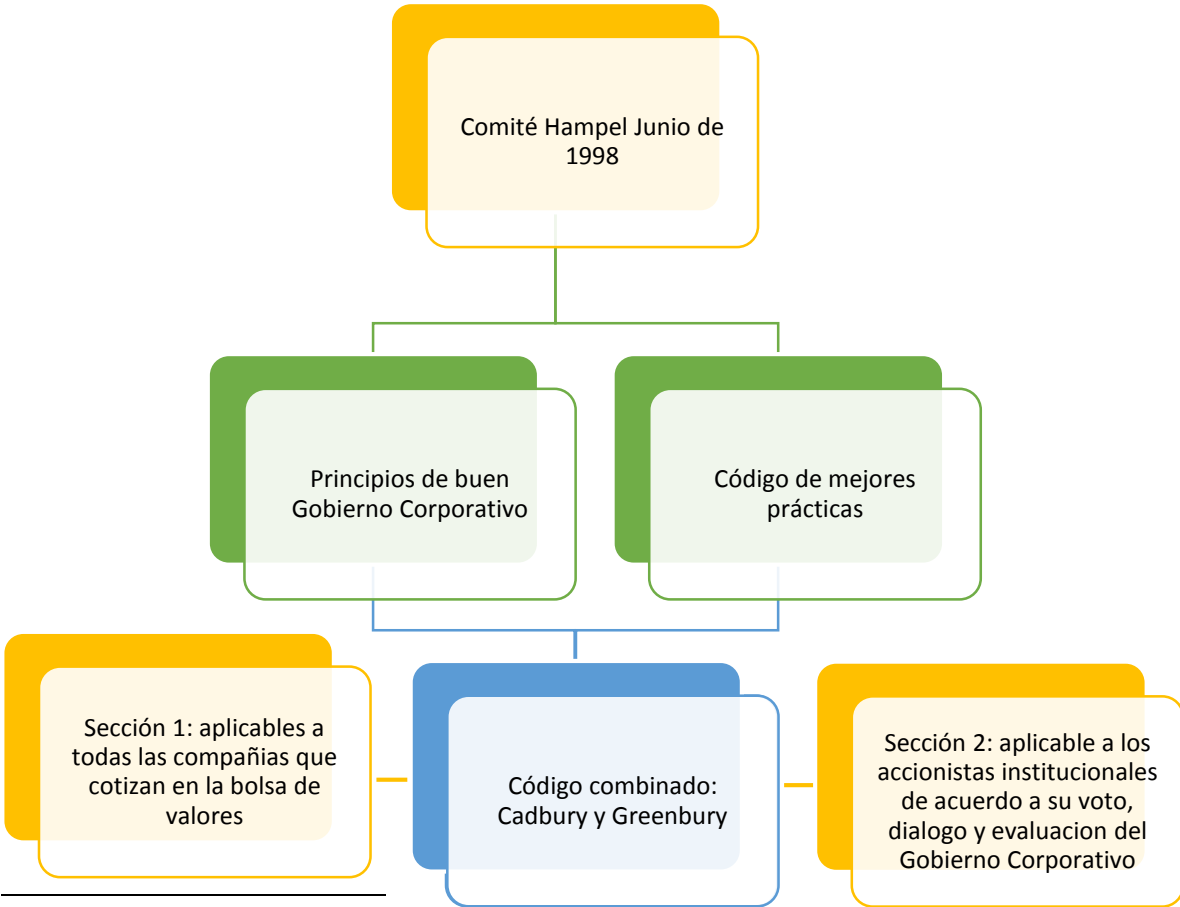 Comité Hampel Junio de
1998
Principios de buen
Gobierno Corporativo
Código de mejores
prácticas
Sección 1: aplicables a
todas las compañias que
cotizan en la bolsa de
valores
Código combinado:
Cadbury y Greenbury
Sección 2: aplicable a los
accionistas institucionales
de acuerdo a su voto,
dialogo y evaluacion del
Gobierno Corporativo